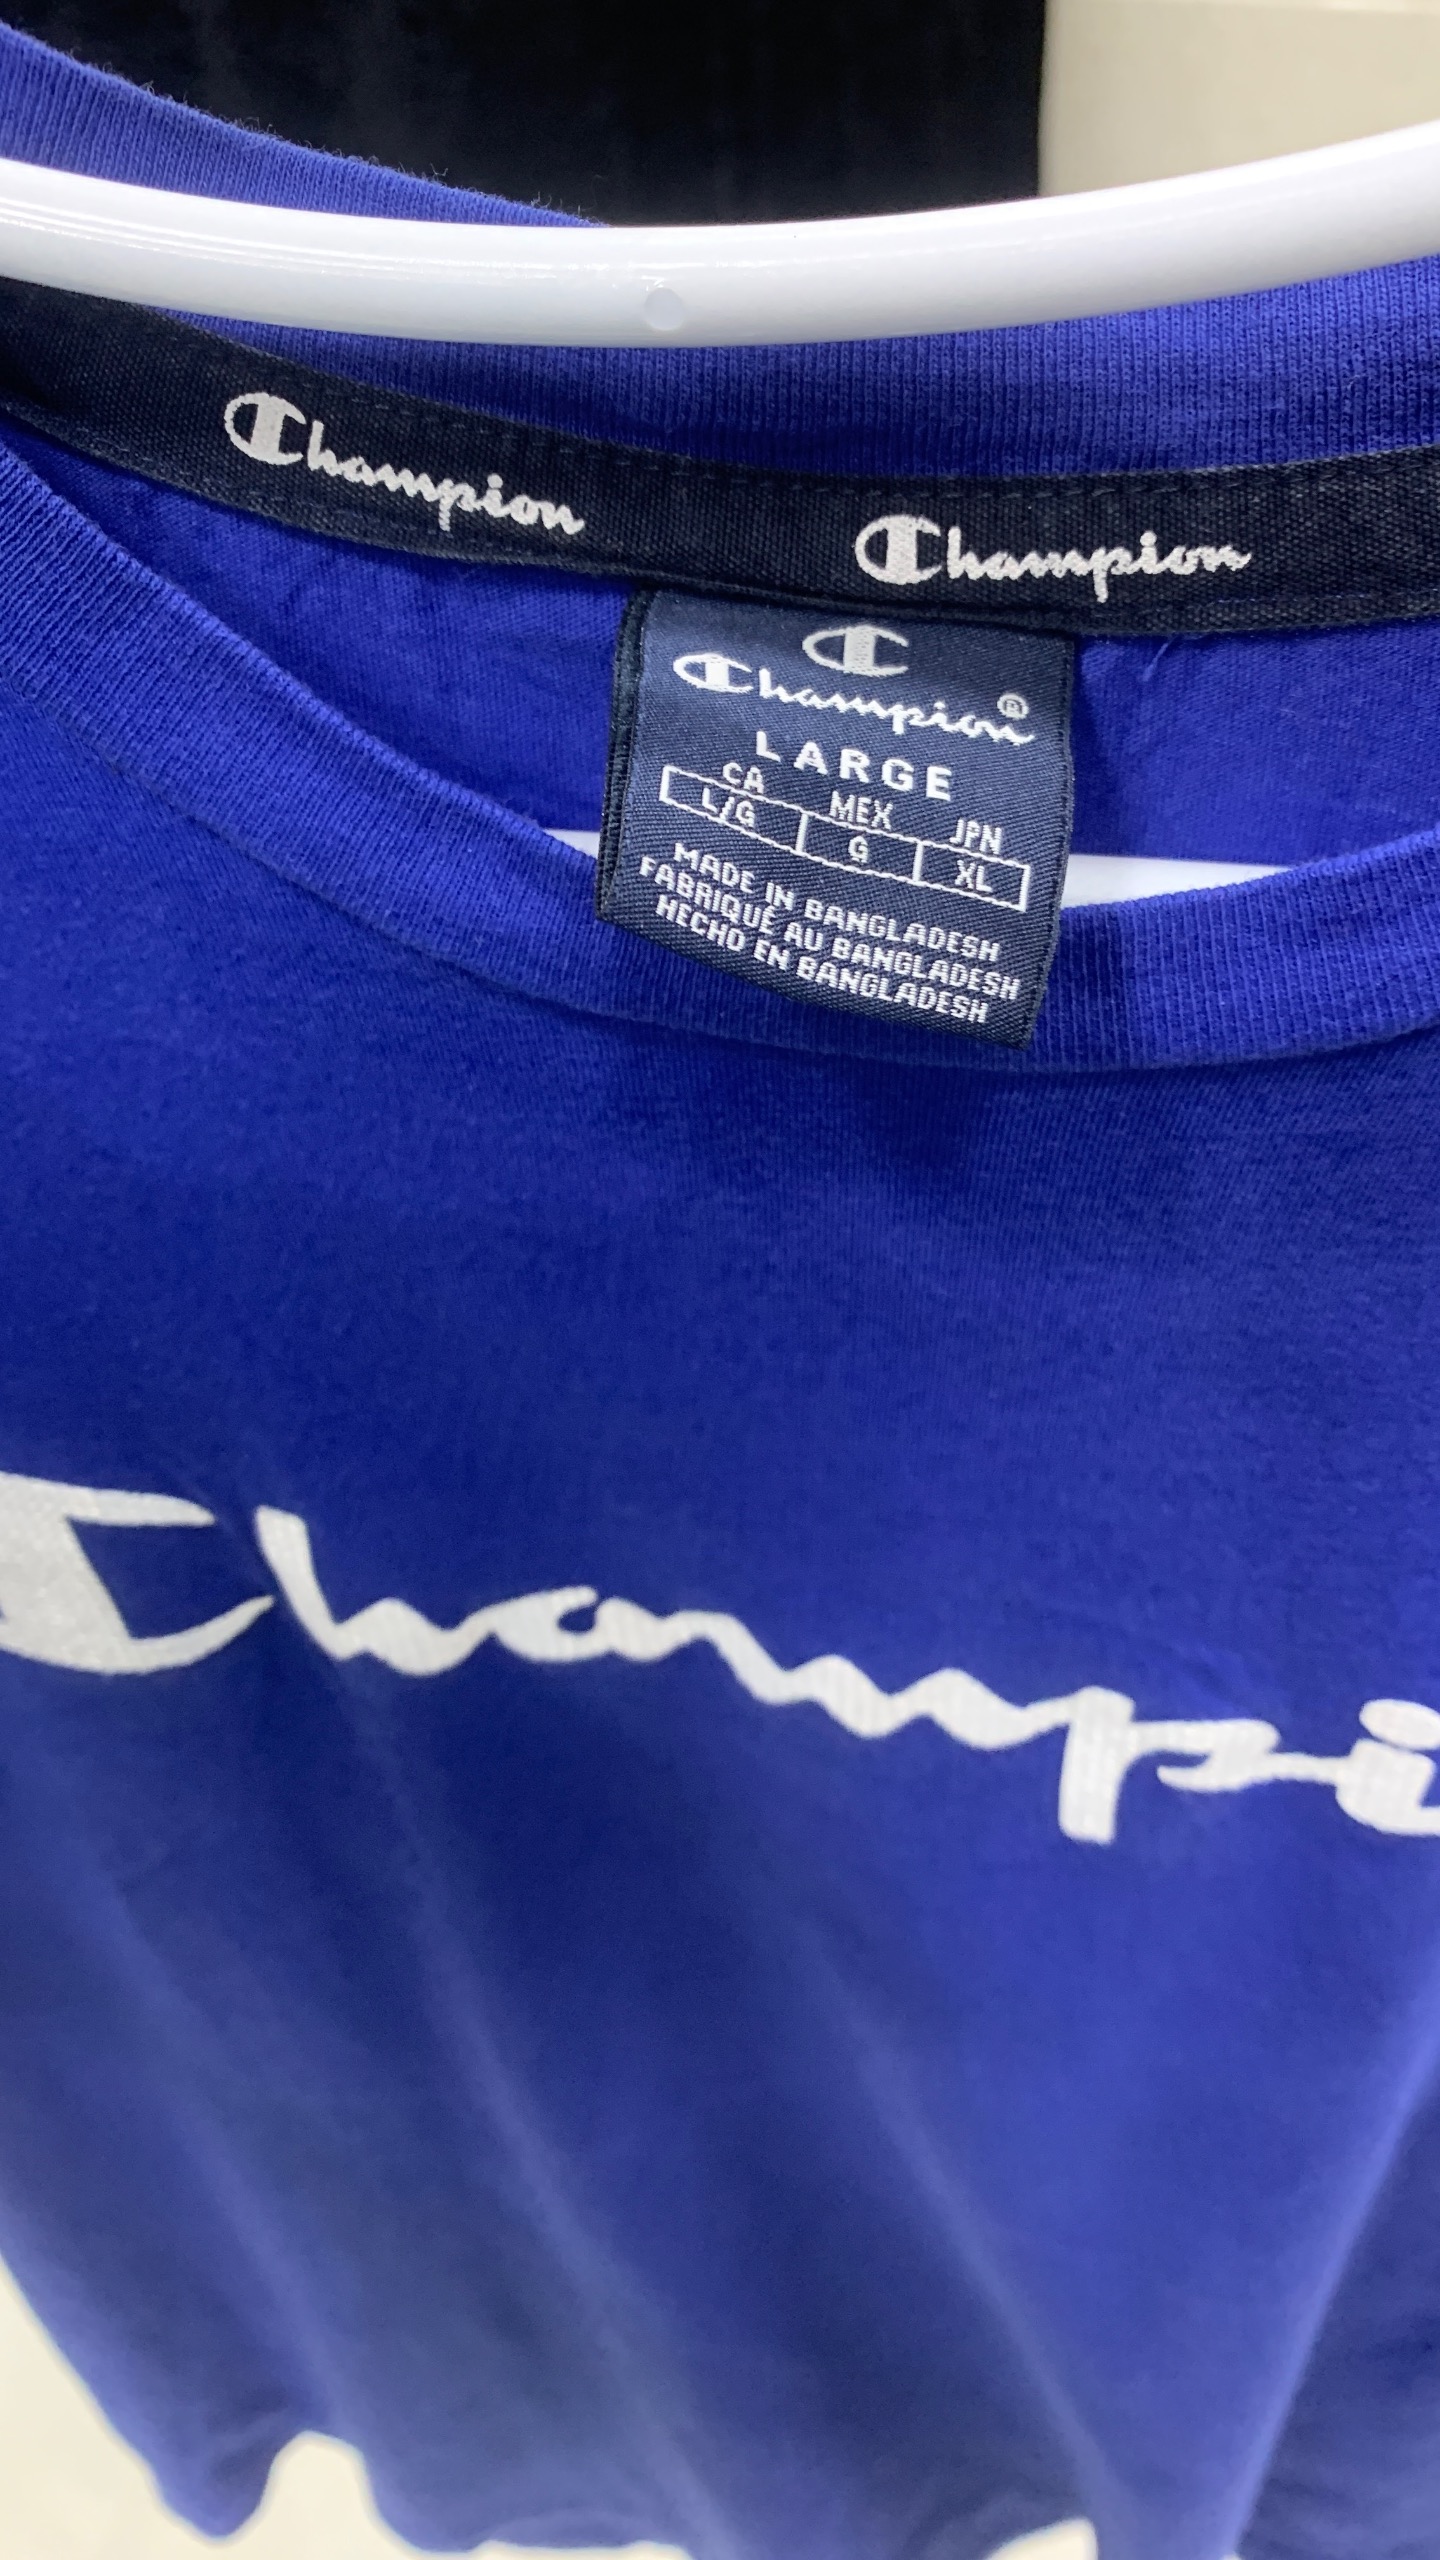 Champion Champion
C
Champion®
LARGE
CA MEX JPN
L/G G XL
MADE IN BANGLADESH
FABRIQUÉ AU BANGLADESH
HECHO EN BANGLADESH
Champi